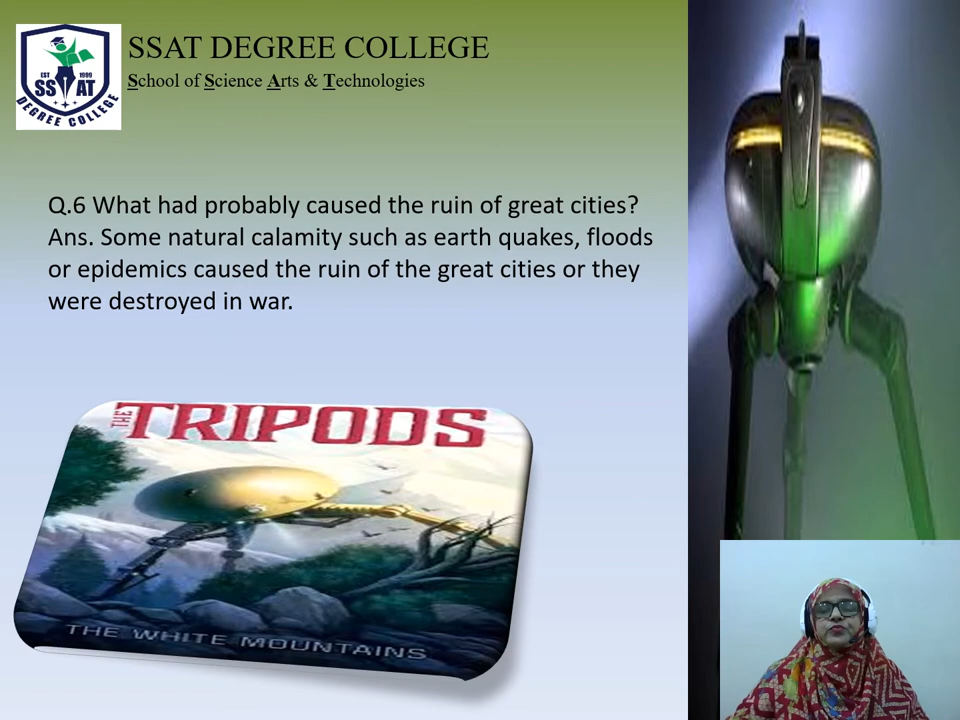 SSAT DEGREE COLLEGE
School of Science Arts & Technologies
EST 1999
SS AT
DEGREE COLLEGE
Q.6 What had probably caused the ruin of great cities?
Ans. Some natural calamity such as earth quakes, floods
or epidemics caused the ruin of the great cities or they
were destroyed in war.
THE TRIPODS
THE WHITE MOUNTAINS